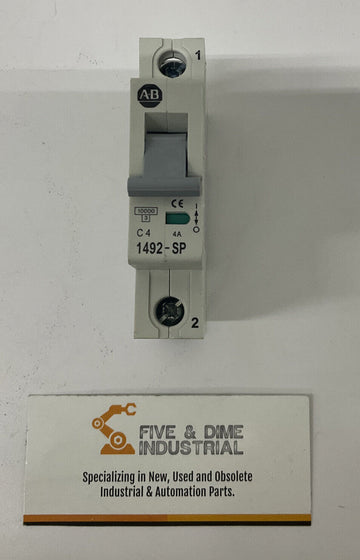 1
A-B
CE
10000
3
I
C 4
4A
O
1492-SP
2
FIVE & DIME
INDUSTRIAL
Specializing in New, Used and Obsolete
Industrial & Automation Parts.